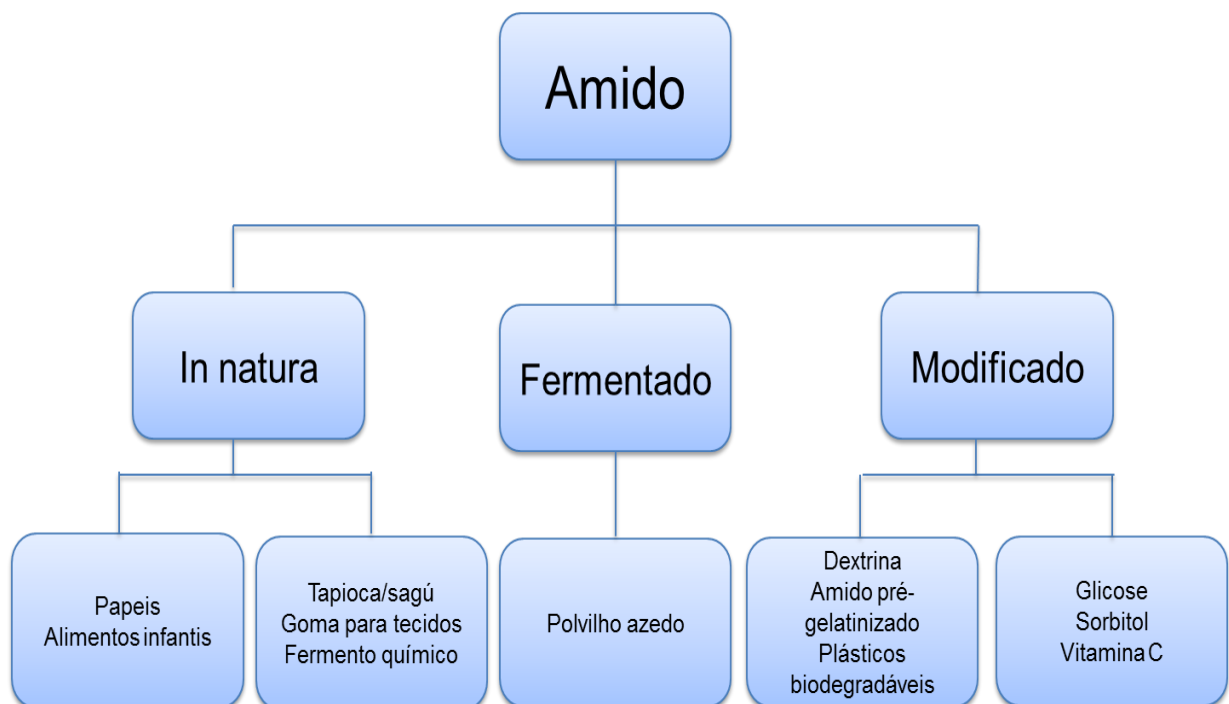 Amido
In natura
Fermentado
Modificado
Papeis
Alimentos infantis
Tapioca/sagú
Goma para tecidos
Fermento químico
Polvilho azedo
Dextrina
Amido pré-
gelatinizado
Plásticos
biodegradáveis
Glicose
Sorbitol
Vitamina C